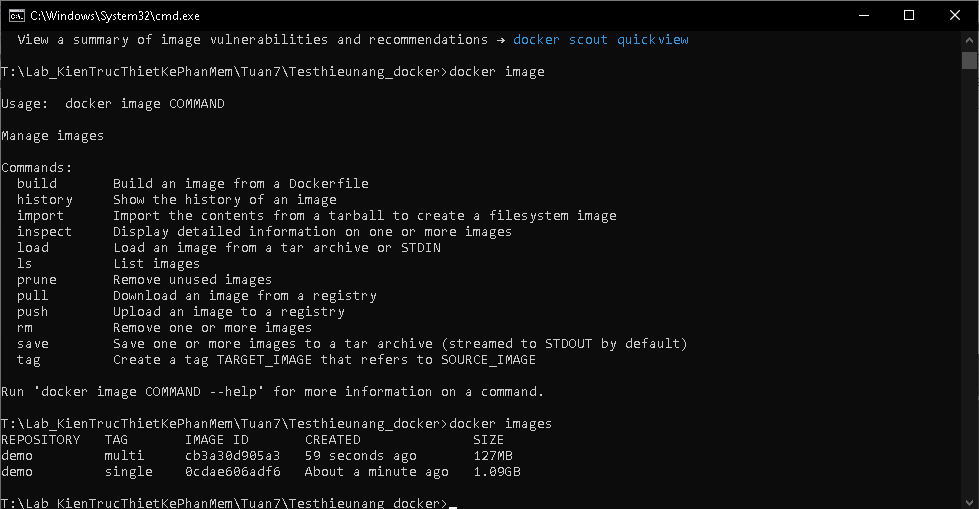 C:\Windows\System32\cmd.exe
View a summary of image vulnerabilities and recommendations → docker scout quickview
T:\Lab_KienTrucThietKePhanMem\Tuan7\Testhieunang_docker>docker image
Usage:  docker image COMMAND
Manage images
Commands:
  build       Build an image from a Dockerfile
  history     Show the history of an image
  import      Import the contents from a tarball to create a filesystem image
  inspect     Display detailed information on one or more images
  load        Load an image from a tar archive or STDIN
  ls          List images
  prune       Remove unused images
  pull        Download an image from a registry
  push        Upload an image to a registry
  rm          Remove one or more images
  save        Save one or more images to a tar archive (streamed to STDOUT by default)
  tag         Create a tag TARGET_IMAGE that refers to SOURCE_IMAGE
Run 'docker image COMMAND --help' for more information on a command.
T:\Lab_KienTrucThietKePhanMem\Tuan7\Testhieunang_docker>docker images
REPOSITORY   TAG       IMAGE ID       CREATED              SIZE
demo         multi     cb3a30d905a3   59 seconds ago       127MB
demo         single    0cdae606adf6   About a minute ago   1.09GB
T:\Lab_KienTrucThietKePhanMem\Tuan7\Testhieunang_docker>